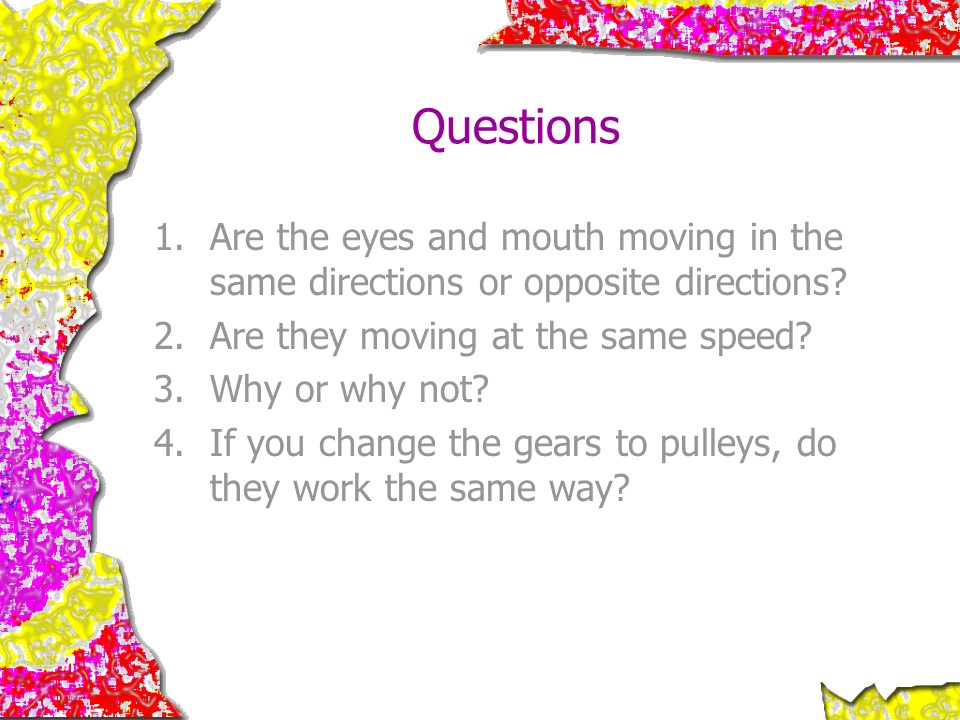 Questions
1. Are the eyes and mouth moving in the
same directions or opposite directions?
2. Are they moving at the same speed?
3. Why or why not?
4. If you change the gears to pulleys, do
they work the same way?